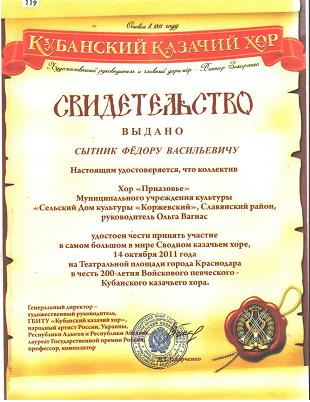 119
Основан в 1811 году
КУБАНСКИЙ КАЗАЧИЙ ХОР
Художественный руководитель и главный дирижёр - Виктор Захарченко
СВИДЕТЕЛЬСТВО
ВЫДАНО
СЫТНИК ФЁДОРУ ВАСИЛЬЕВИЧУ
Настоящим удостоверяется, что коллектив
Хор «Приазовье»
Муниципального учреждения культуры
«Сельский Дом культуры «Коржевский», Славянский район,
руководитель Ольга Вагиас
удостоен чести принять участие
в самом большом в мире Сводном казачьем хоре,
14 октября 2011 года
на Театральной площади города Краснодара
в честь 200-летия Войскового певческого -
Кубанского казачьего хора.
Генеральный директор –
художественный руководитель,
ГБНТУ «Кубанский казачий хор»,
народный артист России, Украины,
Республики Адыгея и Республики Абхазия,
лауреат Государственной премии России,
профессор, композитор
В.Г. Захарченко